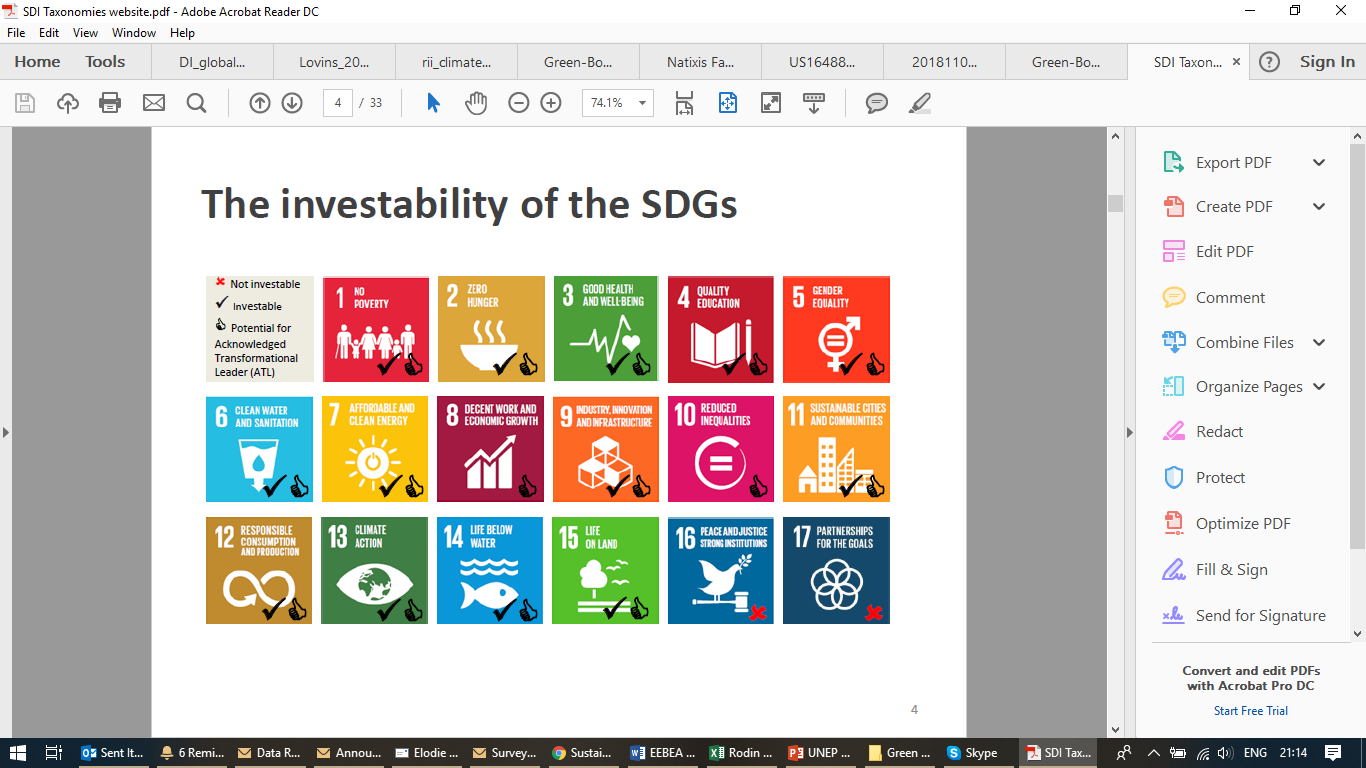 SDI Taxonomies website.pdf - Adobe Acrobat Reader DC
File Edit View Window Help
Home Tools DI_global... Lovins_20... rii_climate... Green-Bo... Natixis Fa... US16488... 2018110... Green-Bo... SDI Taxon... × ? Sign In
4 / 33 74.1%
The investability of the SDGs
Not investable
Investable
Potential for
Acknowledged
Transformational
Leader (ATL)
1 NO
POVERTY
2 ZERO
HUNGER
3 GOOD HEALTH
AND WELL-BEING
4 QUALITY
EDUCATION
5 GENDER
EQUALITY
6 CLEAN WATER
AND SANITATION
7 AFFORDABLE AND
CLEAN ENERGY
8 DECENT WORK AND
ECONOMIC GROWTH
9 INDUSTRY, INNOVATION
AND INFRASTRUCTURE
10 REDUCED
INEQUALITIES
11 SUSTAINABLE CITIES
AND COMMUNITIES
12 RESPONSIBLE
CONSUMPTION
AND PRODUCTION
13 CLIMATE
ACTION
14 LIFE BELOW
WATER
15 LIFE
ON LAND
16 PEACE AND JUSTICE
STRONG INSTITUTIONS
17 PARTNERSHIPS
FOR THE GOALS
4
Export PDF
Create PDF
Edit PDF
Comment
Combine Files
Organize Pages
Redact
Protect
Optimize PDF
Fill & Sign
Send for Signature
Convert and edit PDFs
with Acrobat Pro DC
Start Free Trial
Sent It... 6 Remi... Data R... Annou... Elodie ... Survey... Sustai... EEBEA ... Rodin ... UNEP ... Green ... Skype SDI Tax... ENG 21:14